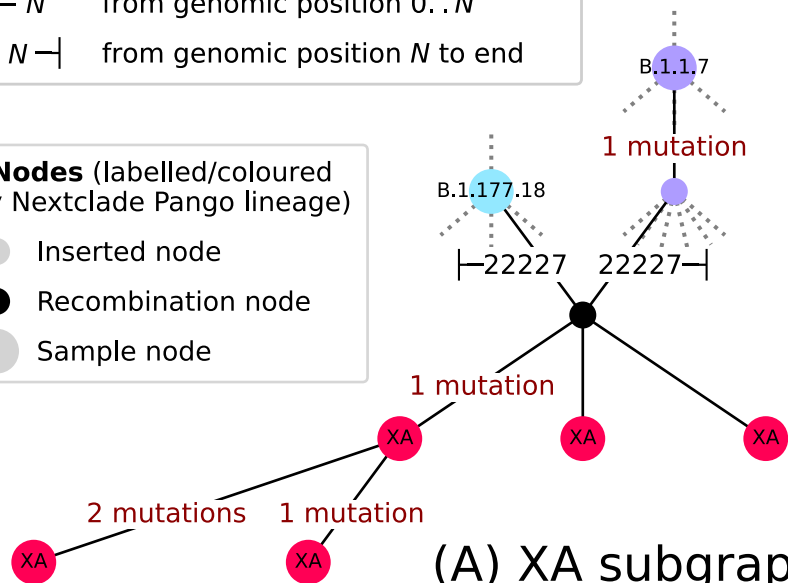 N from genomic position 0..N
N from genomic position N to end
B.1.1.7
1 mutation
Nodes (labelled/coloured
Nextclade Pango lineage)
B.1.177.18
Inserted node
22227 22227
Recombination node
Sample node
1 mutation
XA XA XA
2 mutations 1 mutation
XA XA
(A) XA subgrap